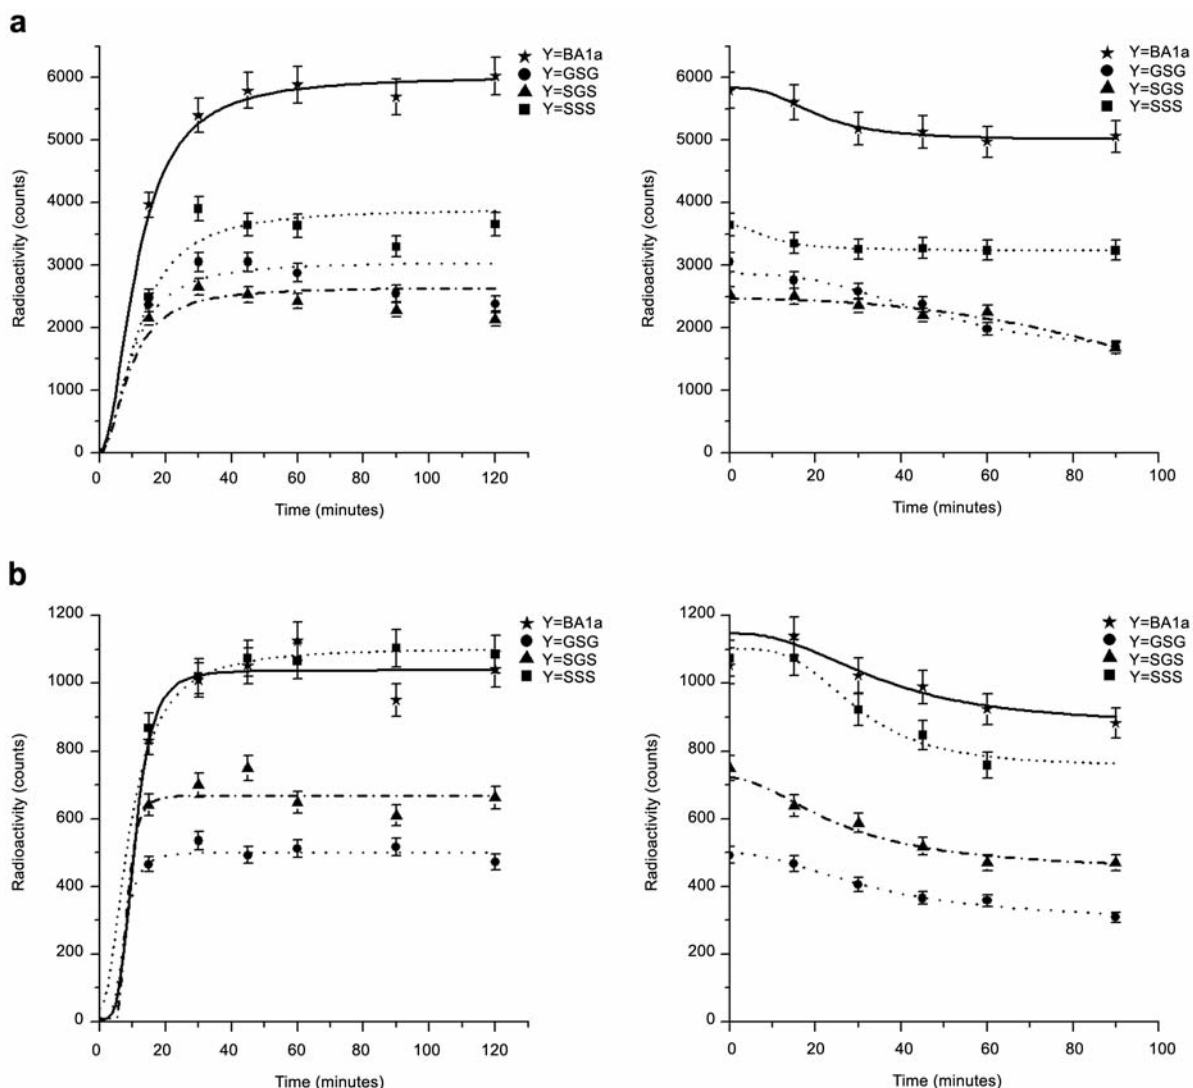 a
Radioactivity (counts)
6000
5000
4000
3000
2000
1000
0
0 20 40 60 80 100 120
Time (minutes)
Y=BA1a
Y=GSG
Y=SGS
Y=SSS
Radioactivity (counts)
6000
5000
4000
3000
2000
1000
0
0 20 40 60 80 100
Time (minutes)
Y=BA1a
Y=GSG
Y=SGS
Y=SSS
b
Radioactivity (counts)
1200
1000
800
600
400
200
0
0 20 40 60 80 100 120
Time (minutes)
Y=BA1a
Y=GSG
Y=SGS
Y=SSS
Radioactivity (counts)
1200
1000
800
600
400
200
0
0 20 40 60 80 100
Time (minutes)
Y=BA1a
Y=GSG
Y=SGS
Y=SSS